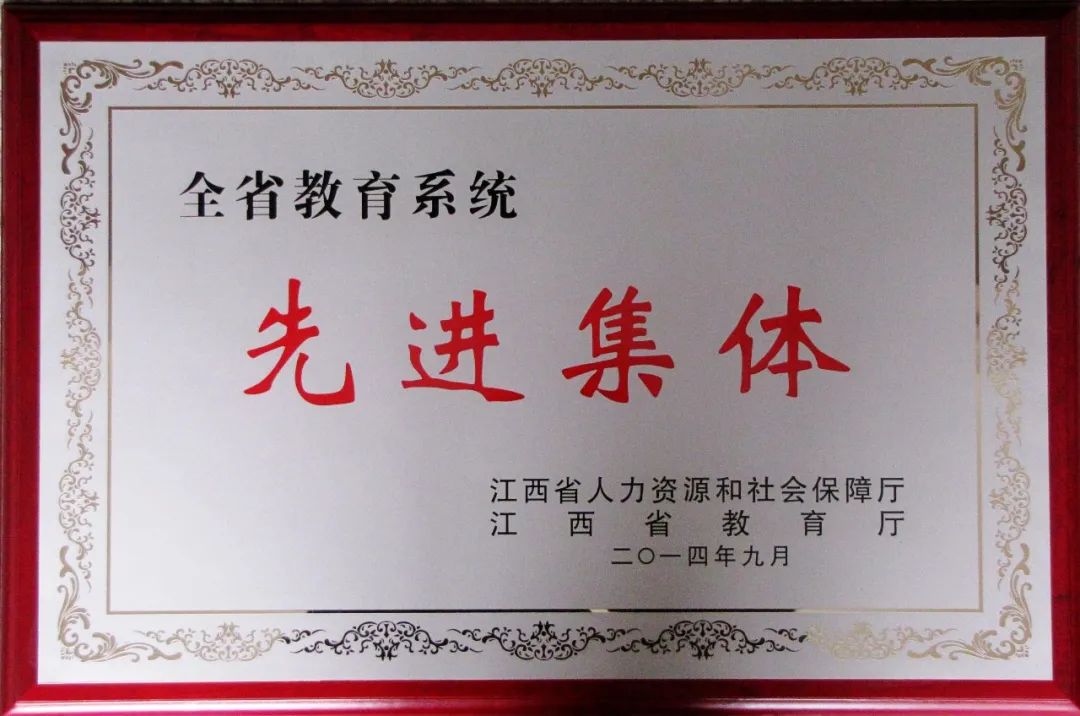 全省教育系统
先进集体
江西省人力资源和社会保障厅
江西省教育厅
二〇一四年九月